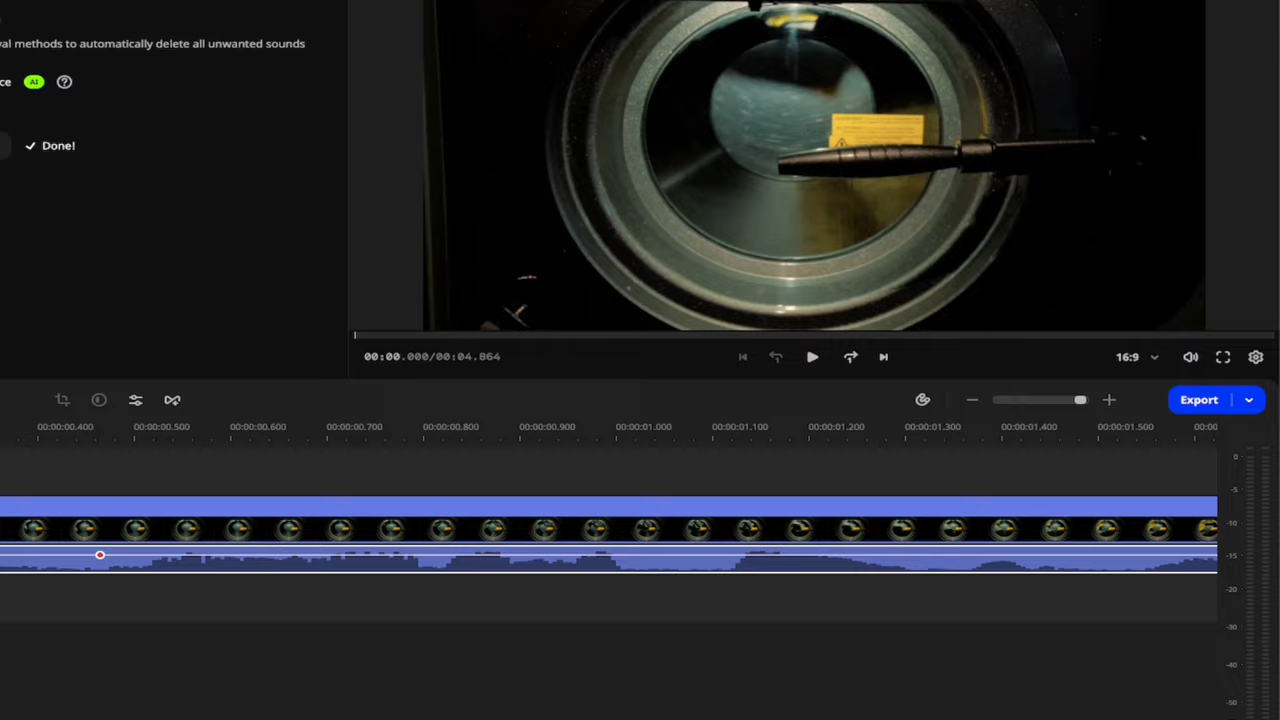 val methods to automatically delete all unwanted sounds
ce AI ?
Done!
00:00.000/00:04.864
16:9
Export
00:00:00.400 00:00:00.500 00:00:00.600 00:00:00.700 00:00:00.800 00:00:00.900 00:00:01.000 00:00:01.100 00:00:01.200 00:00:01.300 00:00:01.400 00:00:01.500 00:00
0
-5
-10
-15
-20
-30
-40
-50